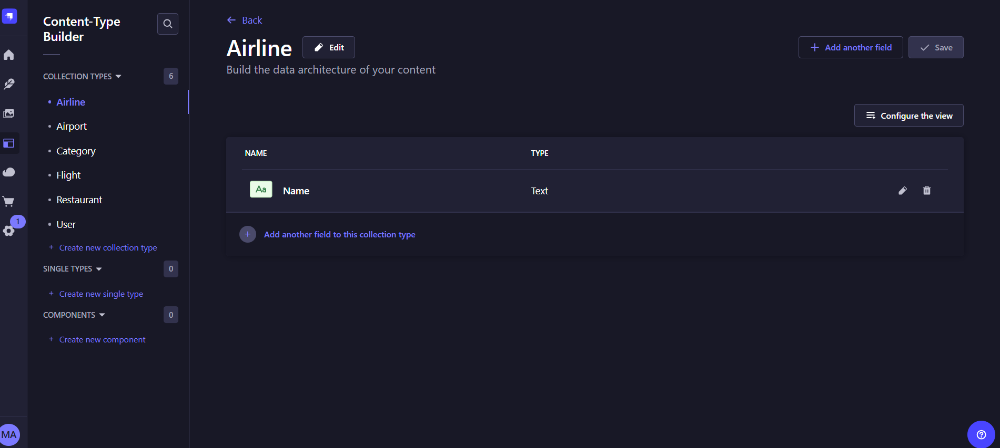 Content-Type
Builder
COLLECTION TYPES
6
Airline
Airport
Category
Flight
Restaurant
User
+ Create new collection type
SINGLE TYPES
0
+ Create new single type
COMPONENTS
0
+ Create new component
1
MA
Back
Airline
Edit
Add another field
Save
Build the data architecture of your content
Configure the view
NAME
TYPE
Aa
Name
Text
Add another field to this collection type